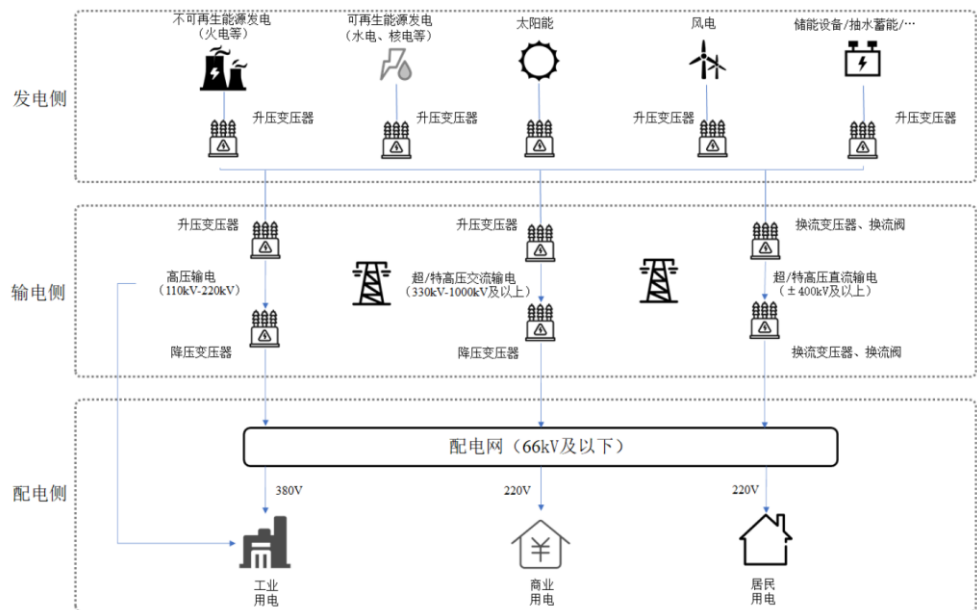 不可再生能源发电
（火电等）
可再生能源发电
（水电、核电等）
太阳能
风电
储能设备/抽水蓄能/…
发电侧
升压变压器
升压变压器
升压变压器
升压变压器
输电侧
升压变压器
升压变压器
换流变压器、换流阀
高压输电
（110kV-220kV）
超/特高压交流输电
（330kV-1000kV及以上）
超/特高压直流输电
（±400kV及以上）
降压变压器
降压变压器
换流变压器、换流阀
配电侧
配电网（66kV及以下）
380V
220V
220V
¥
工业
用电
商业
用电
居民
用电